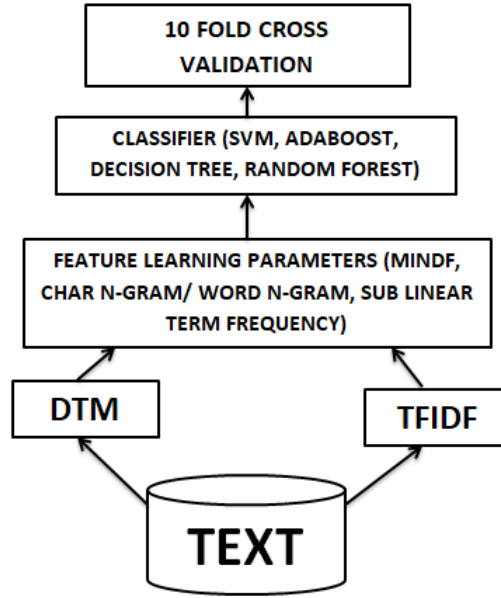 10 FOLD CROSS
VALIDATION
CLASSIFIER (SVM, ADABOOST,
DECISION TREE, RANDOM FOREST)
FEATURE LEARNING PARAMETERS (MINDF,
CHAR N-GRAM/ WORD N-GRAM, SUB LINEAR
TERM FREQUENCY)
DTM
TFIDF
TEXT